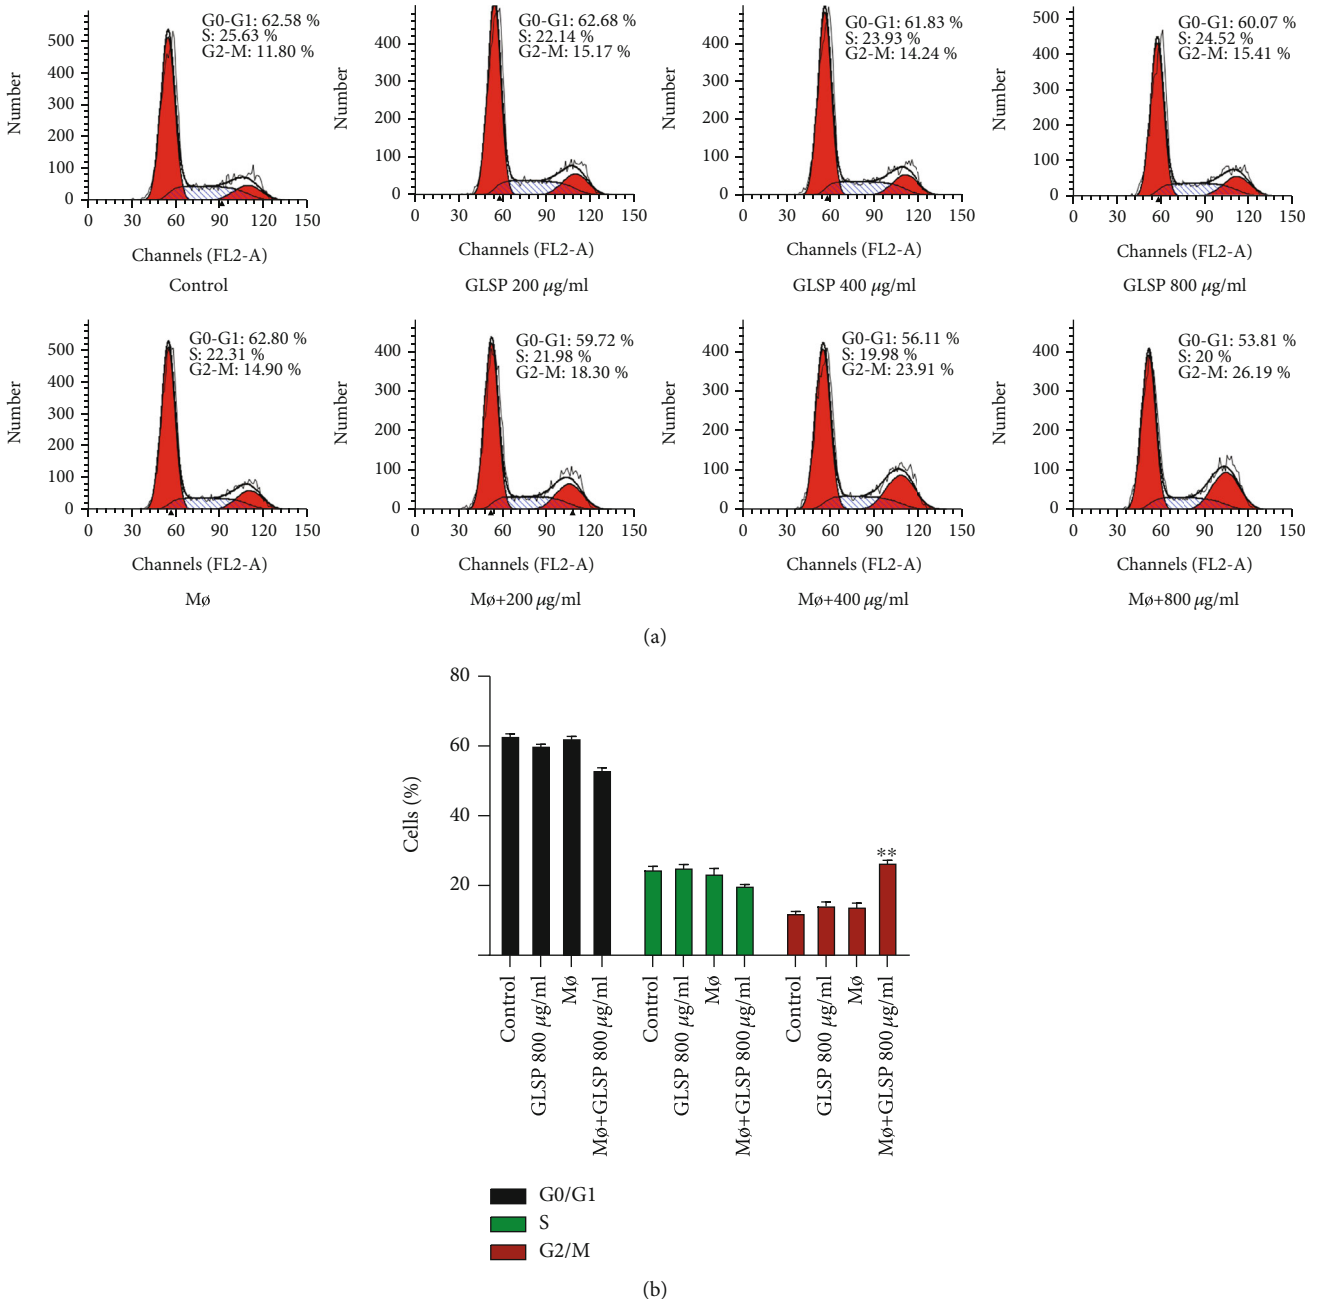 G0-G1: 62.58 %
S: 25.63 %
G2-M: 11.80 %
500
400
300
200
100
0
Number
0 30 60 90 120 150
Channels (FL2-A)
Control
G0-G1: 62.68 %
S: 22.14 %
G2-M: 15.17 %
400
300
200
100
0
Number
0 30 60 90 120 150
Channels (FL2-A)
GLSP 200 μg/ml
G0-G1: 61.83 %
S: 23.93 %
G2-M: 14.24 %
400
300
200
100
0
Number
0 30 60 90 120 150
Channels (FL2-A)
GLSP 400 μg/ml
G0-G1: 60.07 %
S: 24.52 %
G2-M: 15.41 %
500
400
300
200
100
0
Number
0 30 60 90 120 150
Channels (FL2-A)
GLSP 800 μg/ml
G0-G1: 62.80 %
S: 22.31 %
G2-M: 14.90 %
500
400
300
200
100
0
Number
0 30 60 90 120 150
Channels (FL2-A)
Mø
G0-G1: 59.72 %
S: 21.98 %
G2-M: 18.30 %
400
300
200
100
0
Number
0 30 60 90 120 150
Channels (FL2-A)
Mø+200 μg/ml
G0-G1: 56.11 %
S: 19.98 %
G2-M: 23.91 %
400
300
200
100
0
Number
0 30 60 90 120 150
Channels (FL2-A)
Mø+400 μg/ml
G0-G1: 53.81 %
S: 20 %
G2-M: 26.19 %
400
300
200
100
0
Number
0 30 60 90 120 150
Channels (FL2-A)
Mø+800 μg/ml
(a)
80
60
40
20
Cells (%)
**
Control
GLSP 800 μg/ml
Mø
Mø+GLSP 800 μg/ml
Control
GLSP 800 μg/ml
Mø
Mø+GLSP 800 μg/ml
Control
GLSP 800 μg/ml
Mø
Mø+GLSP 800 μg/ml
G0/G1
S
G2/M
(b)